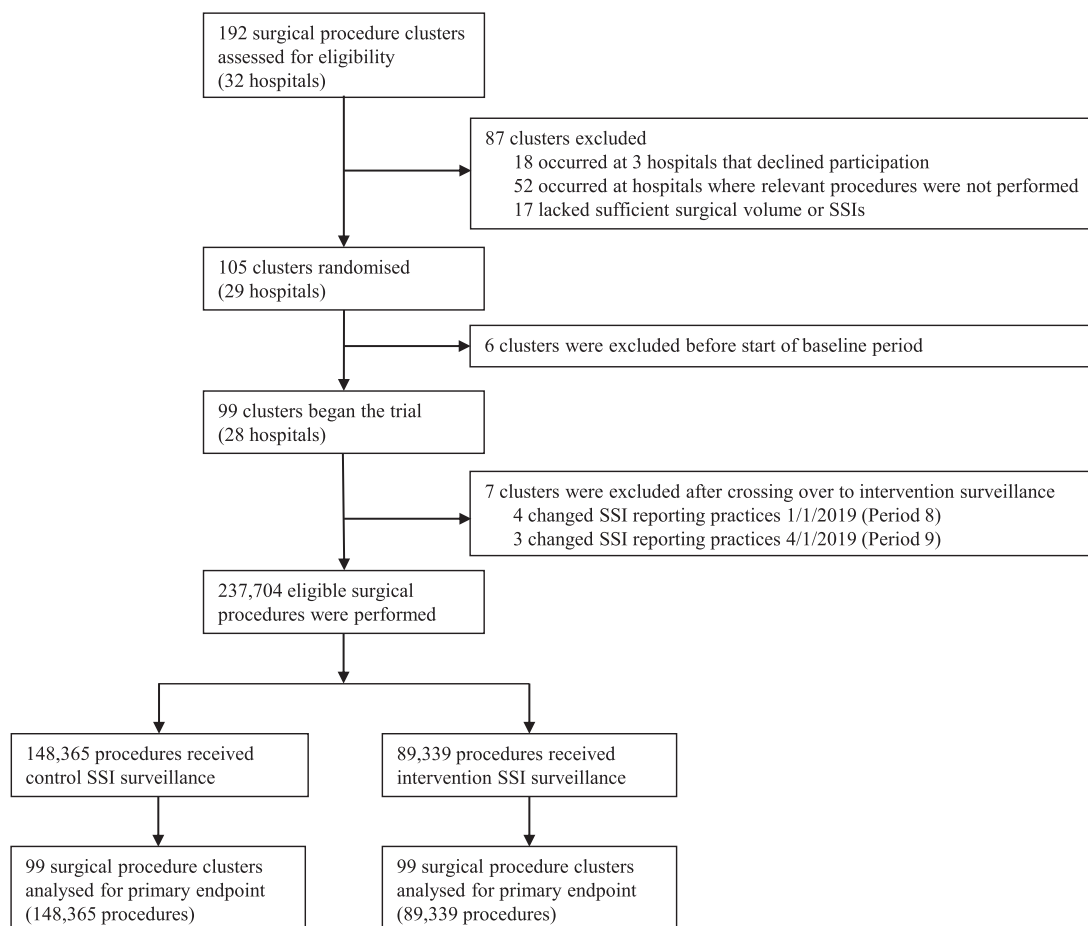 192 surgical procedure clusters
assessed for eligibility
(32 hospitals)
87 clusters excluded
18 occurred at 3 hospitals that declined participation
52 occurred at hospitals where relevant procedures were not performed
17 lacked sufficient surgical volume or SSIs
105 clusters randomised
(29 hospitals)
6 clusters were excluded before start of baseline period
99 clusters began the trial
(28 hospitals)
7 clusters were excluded after crossing over to intervention surveillance
4 changed SSI reporting practices 1/1/2019 (Period 8)
3 changed SSI reporting practices 4/1/2019 (Period 9)
237,704 eligible surgical
procedures were performed
148,365 procedures received
control SSI surveillance
89,339 procedures received
intervention SSI surveillance
99 surgical procedure clusters
analysed for primary endpoint
(148,365 procedures)
99 surgical procedure clusters
analysed for primary endpoint
(89,339 procedures)